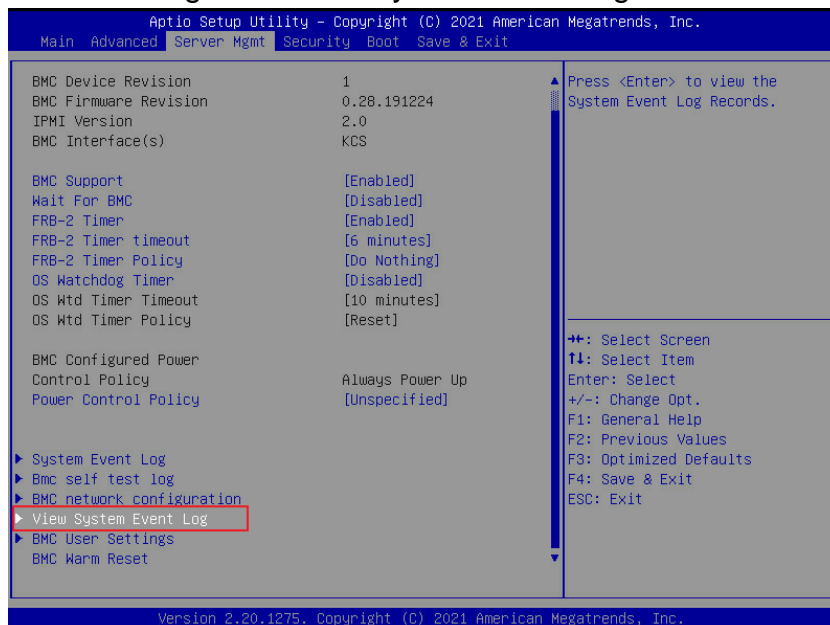 Aptio Setup Utility – Copyright (C) 2021 American Megatrends, Inc.
Main Advanced Server Mgmt Security Boot Save & Exit
BMC Device Revision 1
BMC Firmware Revision 0.28.191224
IPMI Version 2.0
BMC Interface(s) KCS
BMC Support [Enabled]
Wait For BMC [Disabled]
FRB-2 Timer [Enabled]
FRB-2 Timer timeout [6 minutes]
FRB-2 Timer Policy [Do Nothing]
OS Watchdog Timer [Disabled]
OS Wtd Timer Timeout [10 minutes]
OS Wtd Timer Policy [Reset]
BMC Configured Power
Control Policy Always Power Up
Power Control Policy [Unspecified]
System Event Log
Bmc self test log
BMC network configuration
View System Event Log
BMC User Settings
BMC Warm Reset
Press <Enter> to view the
System Event Log Records.
→←: Select Screen
↑↓: Select Item
Enter: Select
+/-: Change Opt.
F1: General Help
F2: Previous Values
F3: Optimized Defaults
F4: Save & Exit
ESC: Exit
Version 2.20.1275. Copyright (C) 2021 American Megatrends, Inc.